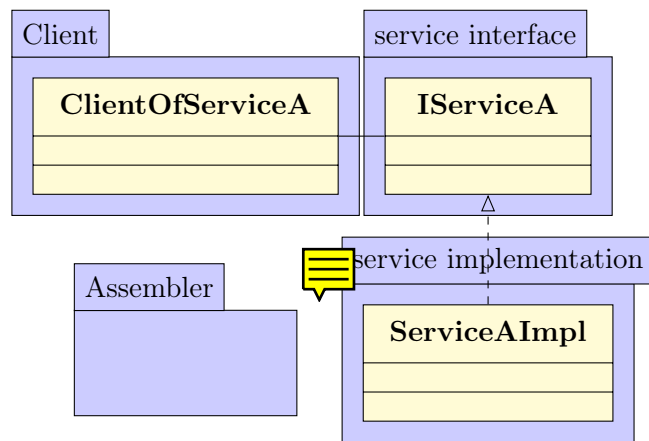 Client
service interface
ClientOfServiceA
IServiceA
service implementation
Assembler
ServiceAImpl